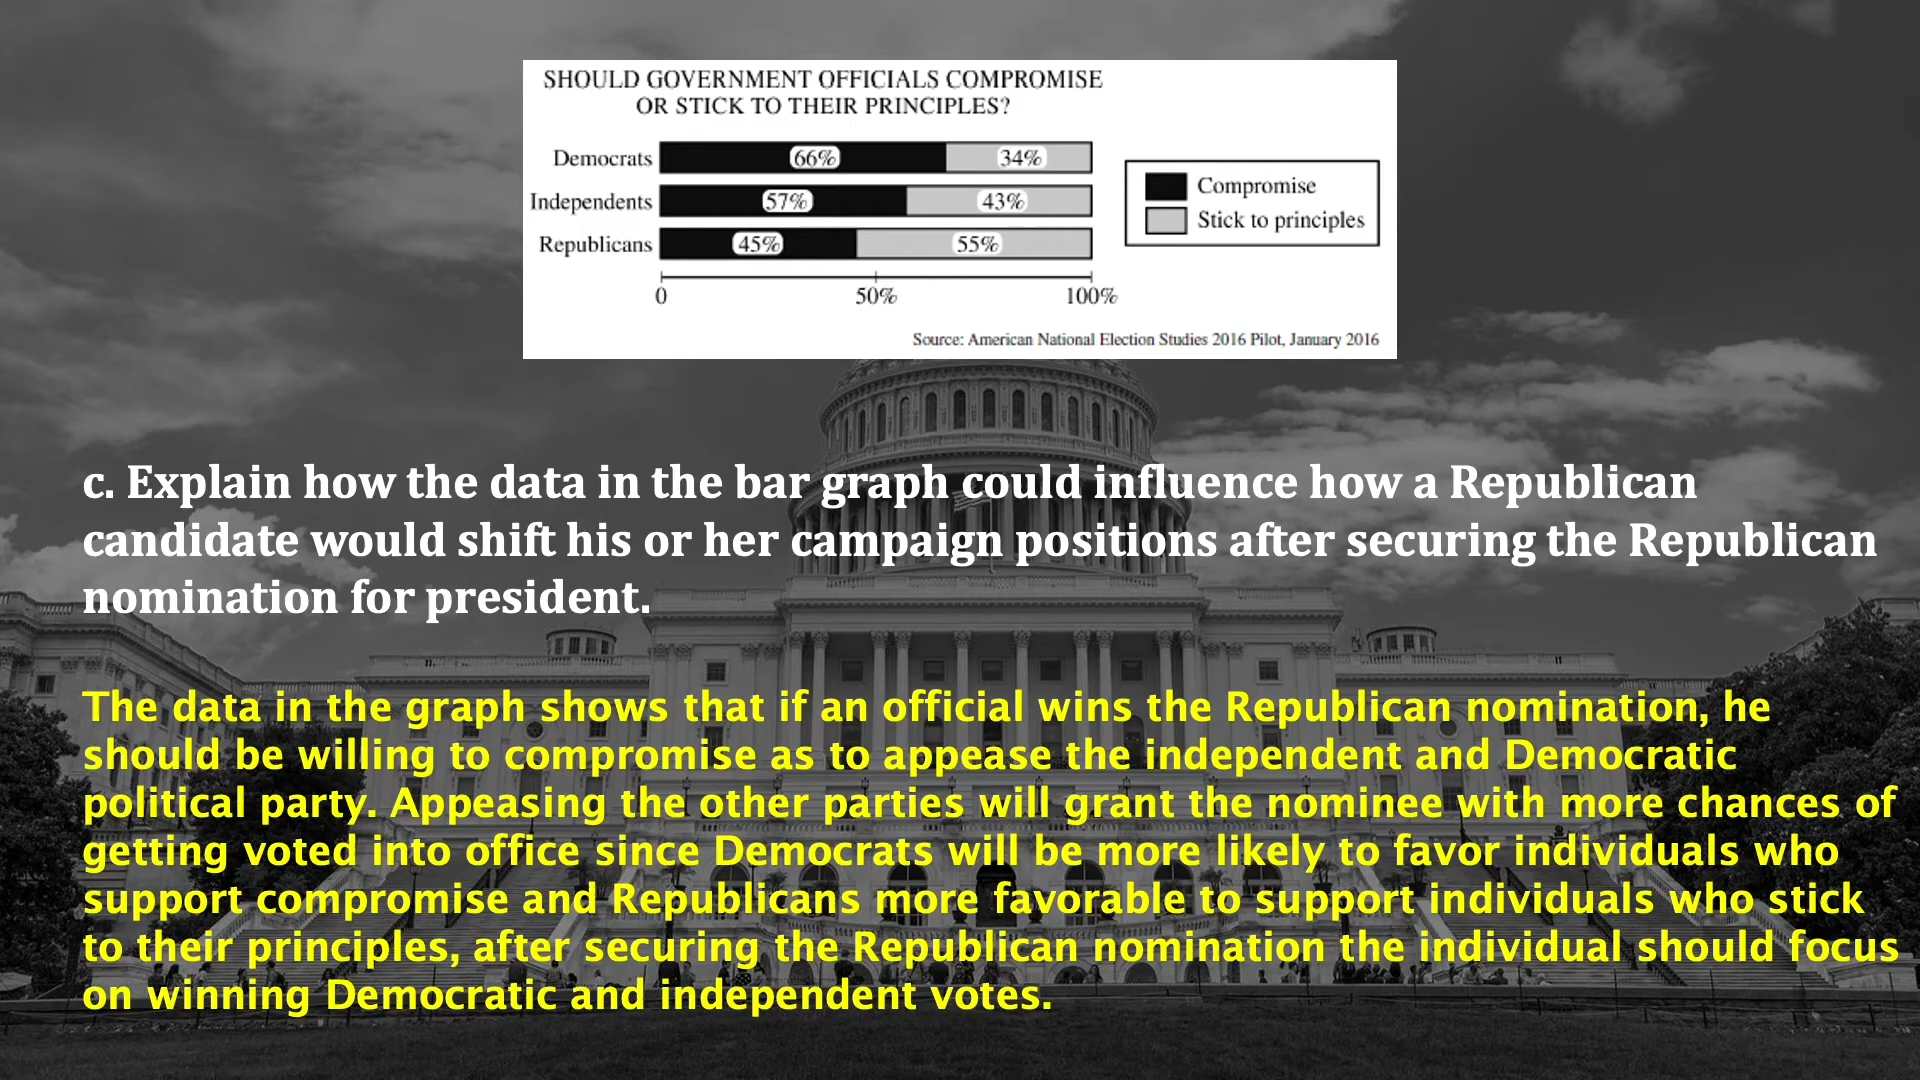 SHOULD GOVERNMENT OFFICIALS COMPROMISE
OR STICK TO THEIR PRINCIPLES?
Democrats 66% 34%
Independents 57% 43%
Republicans 45% 55%
0 50% 100%
Compromise
Stick to principles
Source: American National Election Studies 2016 Pilot, January 2016
c. Explain how the data in the bar graph could influence how a Republican
candidate would shift his or her campaign positions after securing the Republican
nomination for president.
The data in the graph shows that if an official wins the Republican nomination, he
should be willing to compromise as to appease the independent and Democratic
political party. Appeasing the other parties will grant the nominee with more chances of
getting voted into office since Democrats will be more likely to favor individuals who
support compromise and Republicans more favorable to support individuals who stick
to their principles, after securing the Republican nomination the individual should focus
on winning Democratic and independent votes.